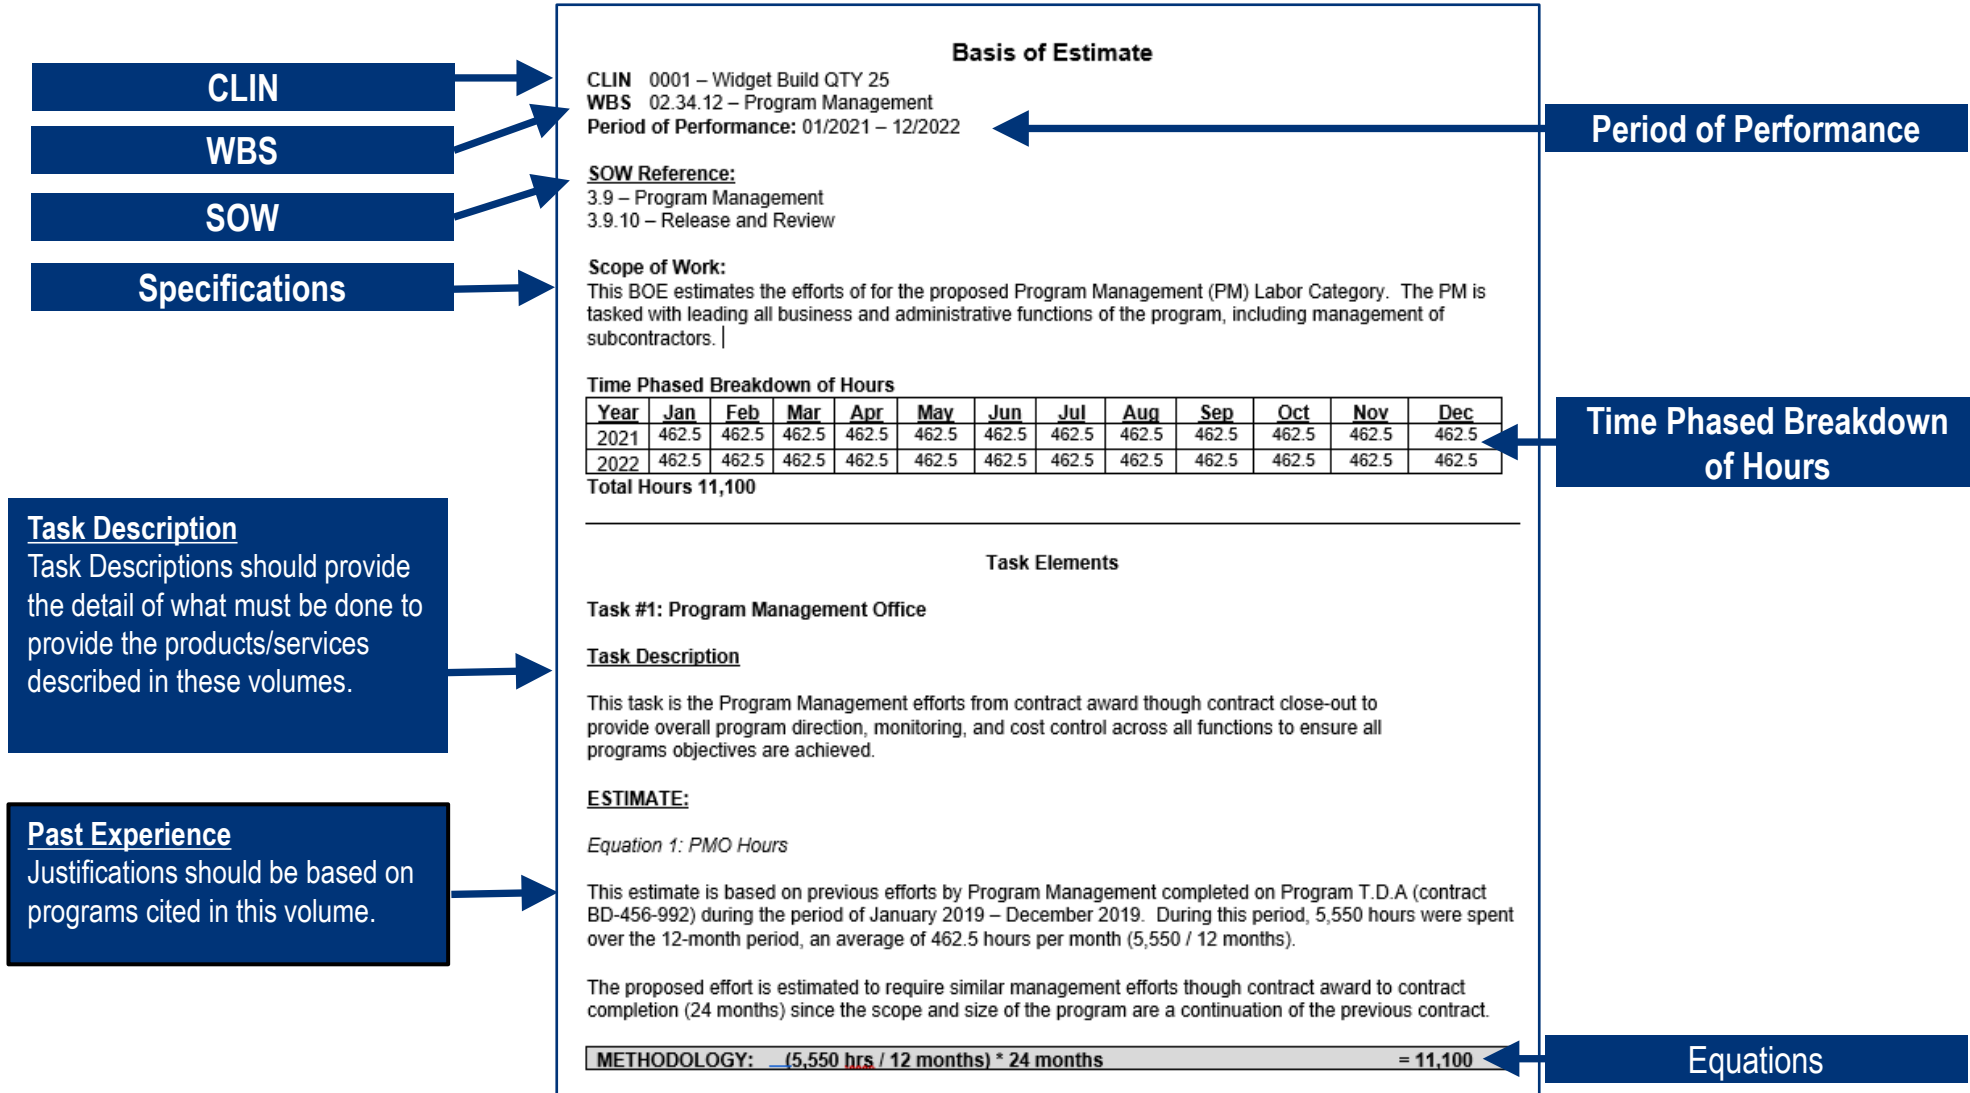 CLIN
WBS
SOW
Specifications
Task Description
Task Descriptions should provide
the detail of what must be done to
provide the products/services
described in these volumes.
Past Experience
Justifications should be based on
programs cited in this volume.
Basis of Estimate
CLIN 0001 – Widget Build QTY 25
WBS 02.34.12 – Program Management
Period of Performance: 01/2021 – 12/2022
SOW Reference:
3.9 – Program Management
3.9.10 – Release and Review
Scope of Work:
This BOE estimates the efforts of for the proposed Program Management (PM) Labor Category. The PM is
tasked with leading all business and administrative functions of the program, including management of
subcontractors.
Time Phased Breakdown of Hours
Year Jan Feb Mar Apr May Jun Jul Aug Sep Oct Nov Dec
2021 462.5 462.5 462.5 462.5 462.5 462.5 462.5 462.5 462.5 462.5 462.5 462.5
2022 462.5 462.5 462.5 462.5 462.5 462.5 462.5 462.5 462.5 462.5 462.5 462.5
Total Hours 11,100
Task Elements
Task #1: Program Management Office
Task Description
This task is the Program Management efforts from contract award though contract close-out to
provide overall program direction, monitoring, and cost control across all functions to ensure all
programs objectives are achieved.
ESTIMATE:
Equation 1: PMO Hours
This estimate is based on previous efforts by Program Management completed on Program T.D.A (contract
BD-456-992) during the period of January 2019 – December 2019. During this period, 5,550 hours were spent
over the 12-month period, an average of 462.5 hours per month (5,550 / 12 months).
The proposed effort is estimated to require similar management efforts though contract award to contract
completion (24 months) since the scope and size of the program are a continuation of the previous contract.
METHODOLOGY: (5,550 hrs / 12 months) * 24 months = 11,100
Period of Performance
Time Phased Breakdown
of Hours
Equations